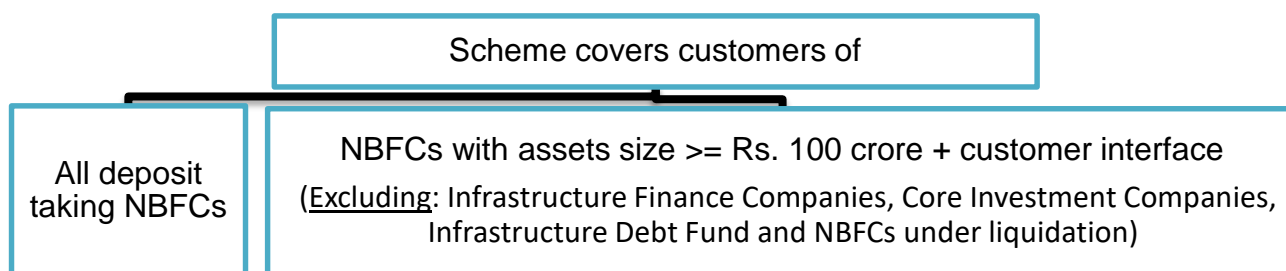 Scheme covers customers of
All deposit
taking NBFCs
NBFCs with assets size >= Rs. 100 crore + customer interface
(Excluding: Infrastructure Finance Companies, Core Investment Companies,
Infrastructure Debt Fund and NBFCs under liquidation)